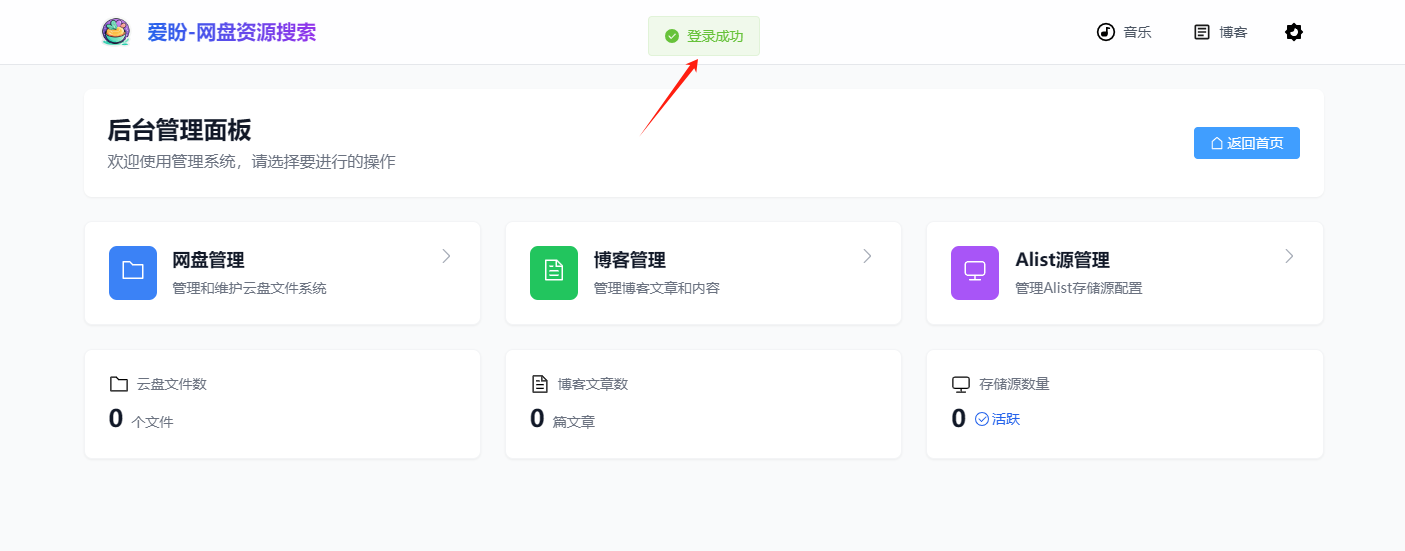 爱盼-网盘资源搜索
登录成功
音乐
博客
后台管理面板
欢迎使用管理系统，请选择要进行的操作
返回首页
网盘管理
管理和维护云盘文件系统
博客管理
管理博客文章和内容
Alist源管理
管理Alist存储源配置
云盘文件数
0 个文件
博客文章数
0 篇文章
存储源数量
0 活跃